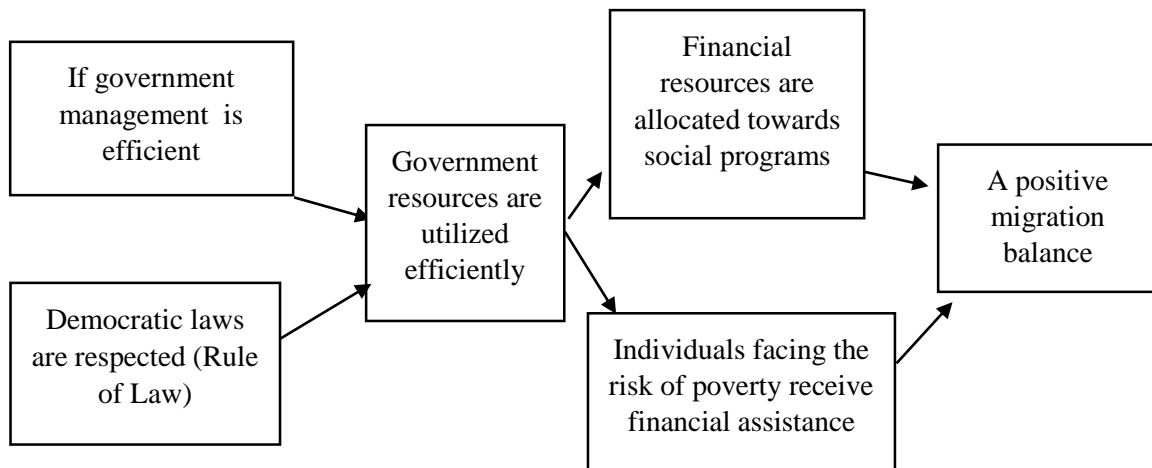 If government
management is
efficient
Democratic laws
are respected (Rule
of Law)
Government
resources are
utilized
efficiently
Financial
resources are
allocated towards
social programs
Individuals facing the
risk of poverty receive
financial assistance
A positive
migration
balance